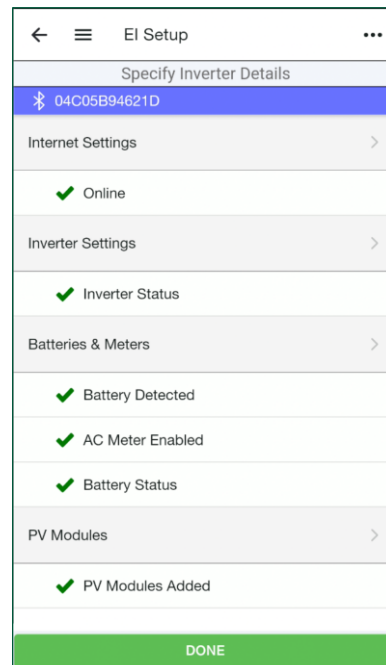 EI Setup
Specify Inverter Details
04C05B94621D
Internet Settings
Online
Inverter Settings
Inverter Status
Batteries & Meters
Battery Detected
AC Meter Enabled
Battery Status
PV Modules
PV Modules Added
DONE